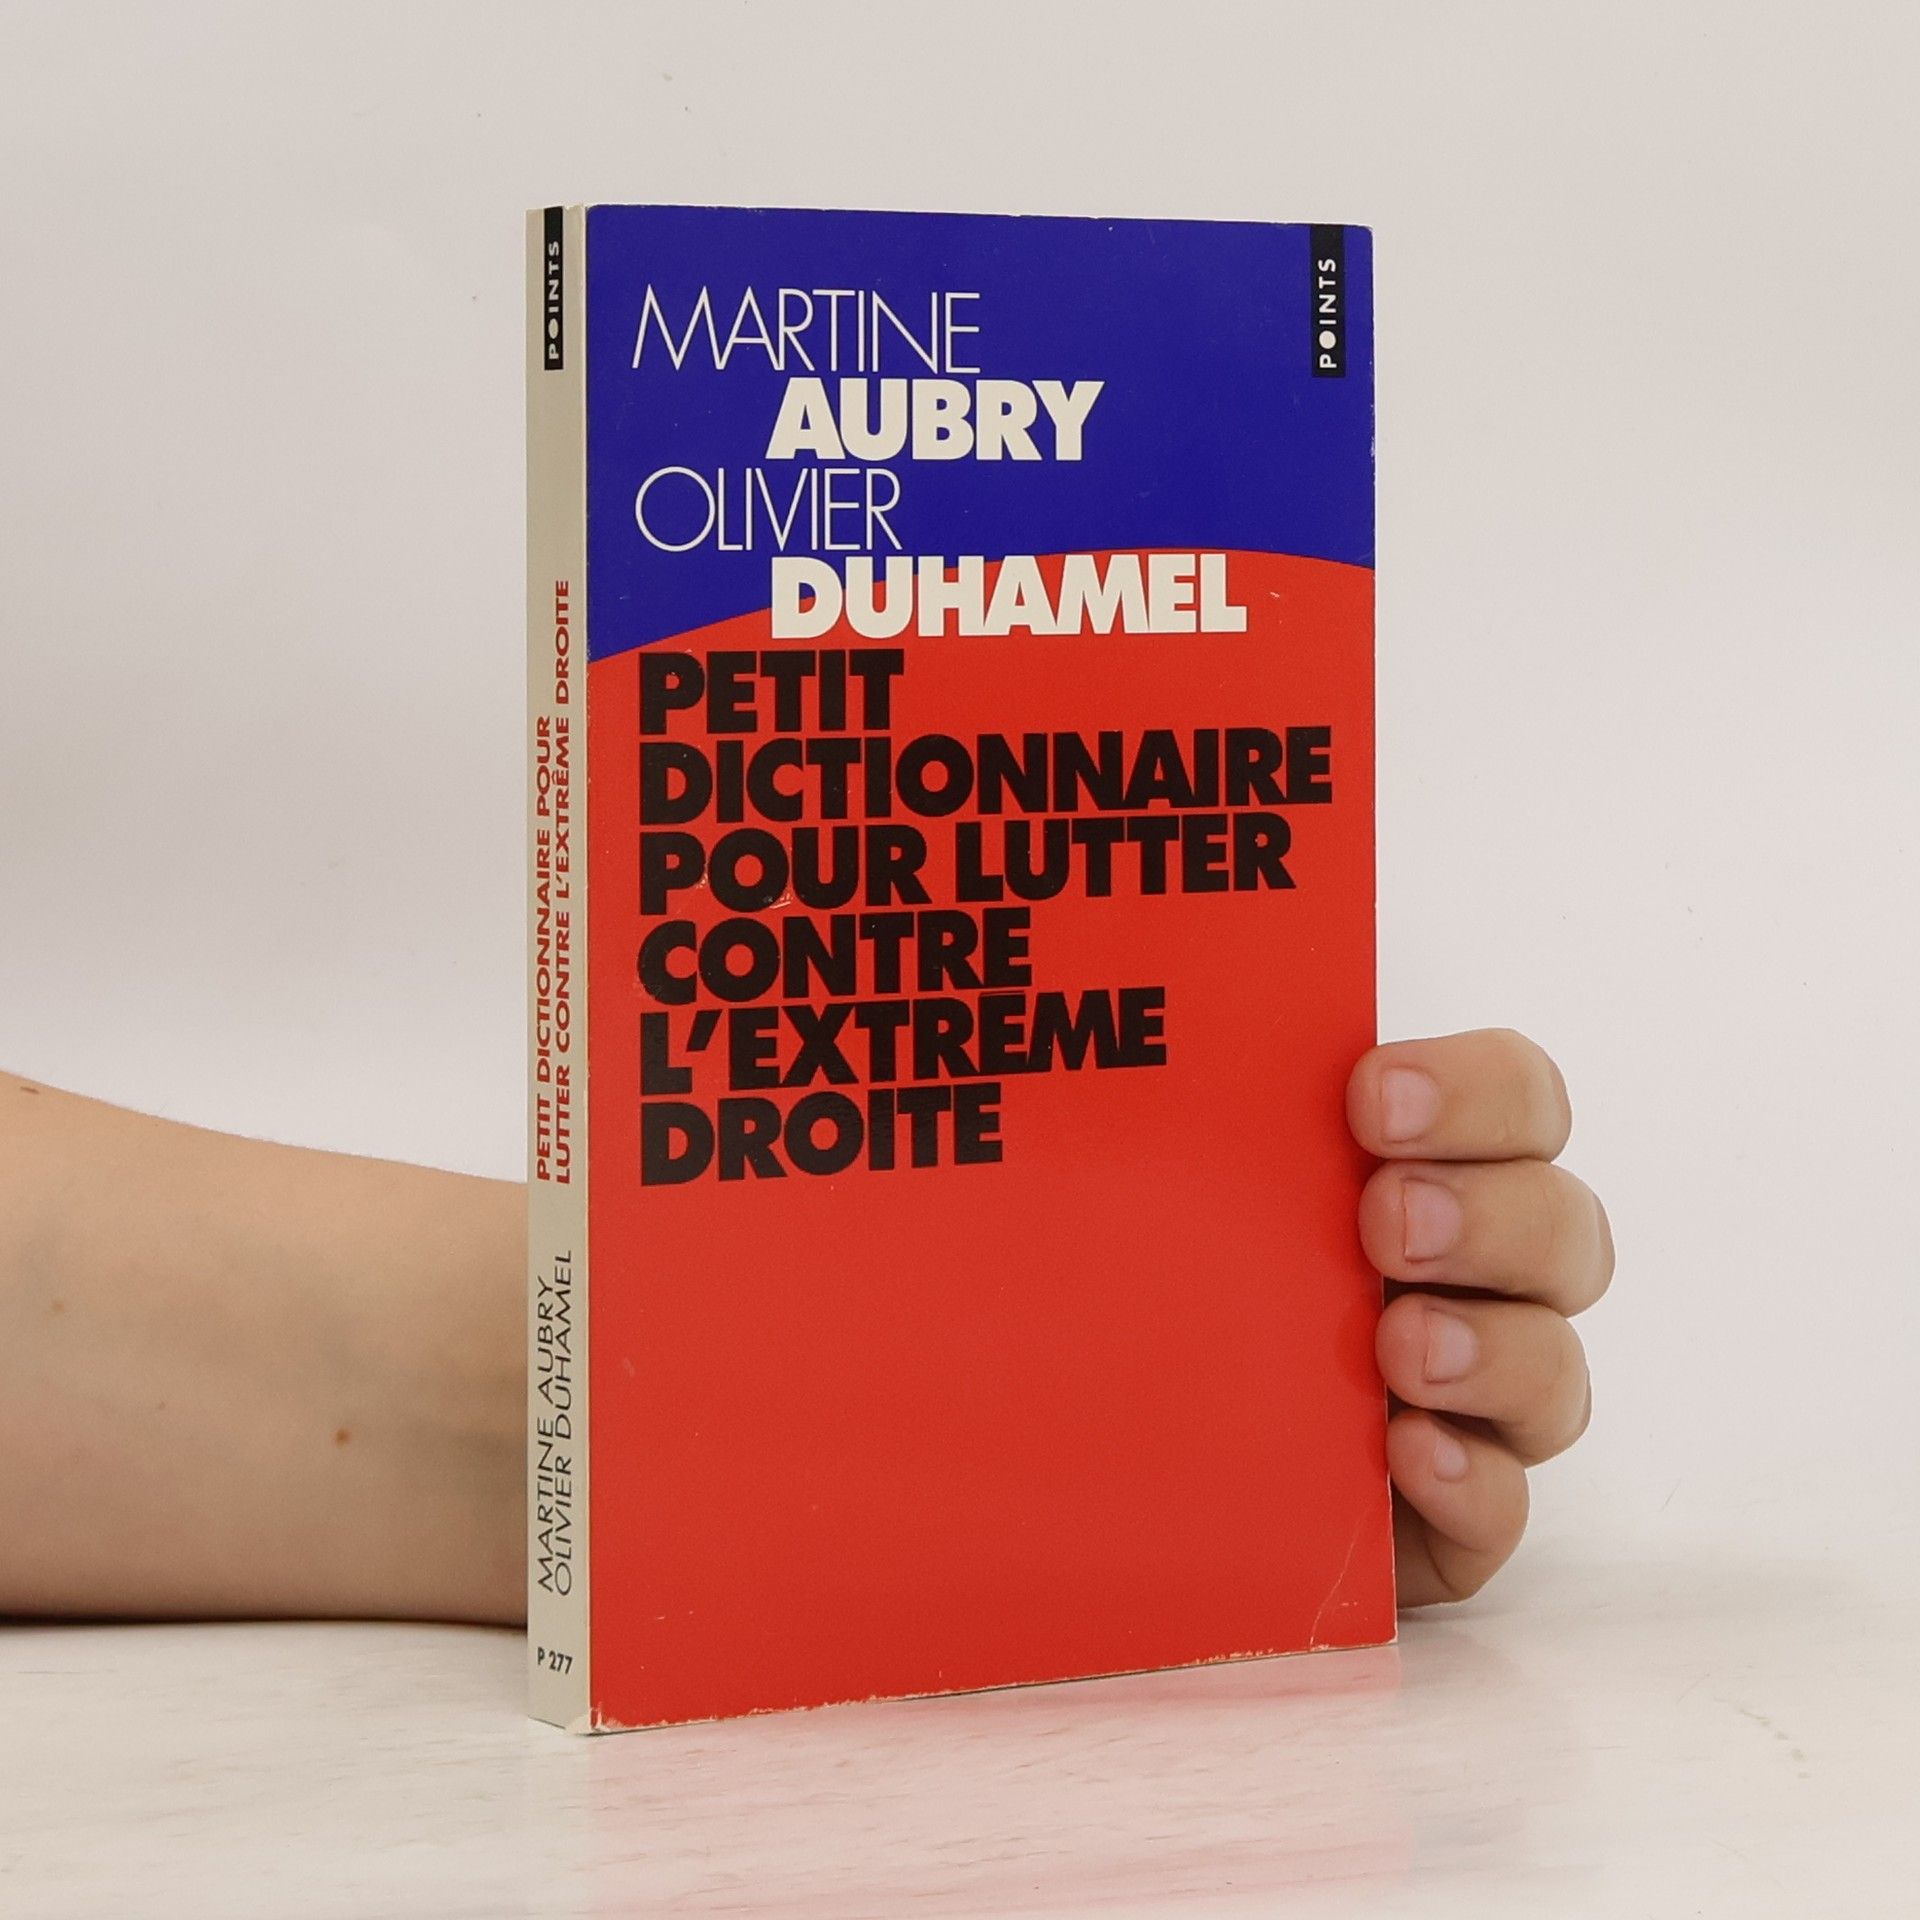 POINTS
MARTINE
AUBRY
OLIVIER
DUHAMEL
PETIT
DICTIONNAIRE
POUR LUTTER
CONTRE
L'EXTRÊME
DROITE
POINTS
PETIT DICTIONNAIRE POUR
LUTTER CONTRE L'EXTRÊME DROITE
MARTINE AUBRY
OLIVIER DUHAMEL
P 277